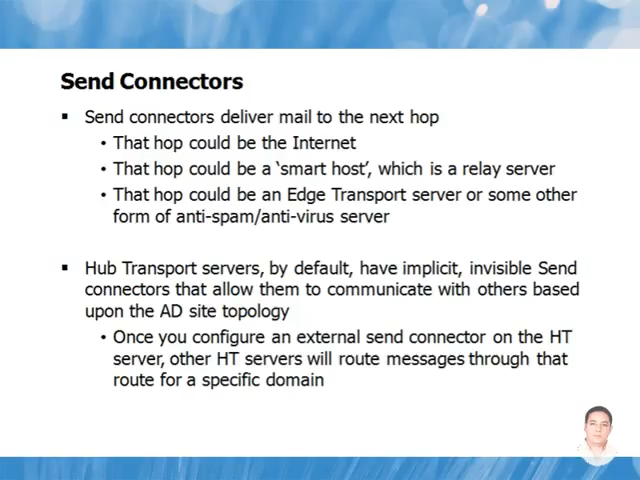 Send Connectors
▪ Send connectors deliver mail to the next hop
• That hop could be the Internet
• That hop could be a ‘smart host’, which is a relay server
• That hop could be an Edge Transport server or some other
form of anti-spam/anti-virus server
▪ Hub Transport servers, by default, have implicit, invisible Send
connectors that allow them to communicate with others based
upon the AD site topology
• Once you configure an external send connector on the HT
server, other HT servers will route messages through that
route for a specific domain